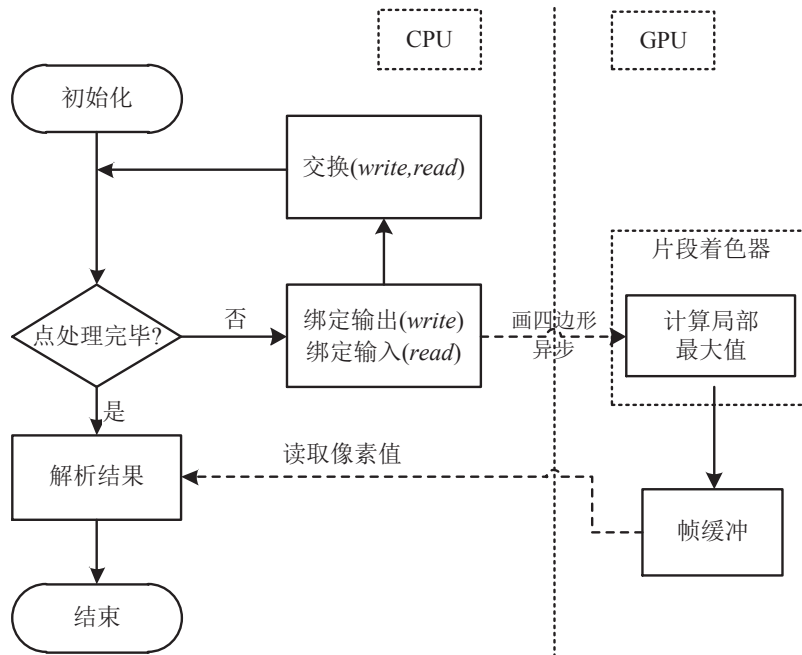 CPU
GPU
初始化
交换(write,read)
片段着色器
点处理完毕?
否
绑定输出(write)
绑定输入(read)
画四边形
异步
计算局部
最大值
是
解析结果
读取像素值
帧缓冲
结束